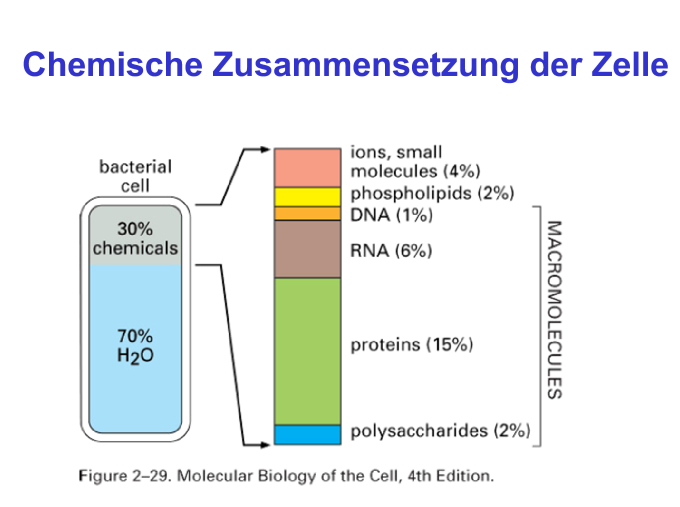 Chemische Zusammensetzung der Zelle
bacterial
cell
30%
chemicals
70%
H2O
ions, small
molecules (4%)
phospholipids (2%)
DNA (1%)
RNA (6%)
proteins (15%)
polysaccharides (2%)
MACROMOLECULES
Figure 2–29. Molecular Biology of the Cell, 4th Edition.